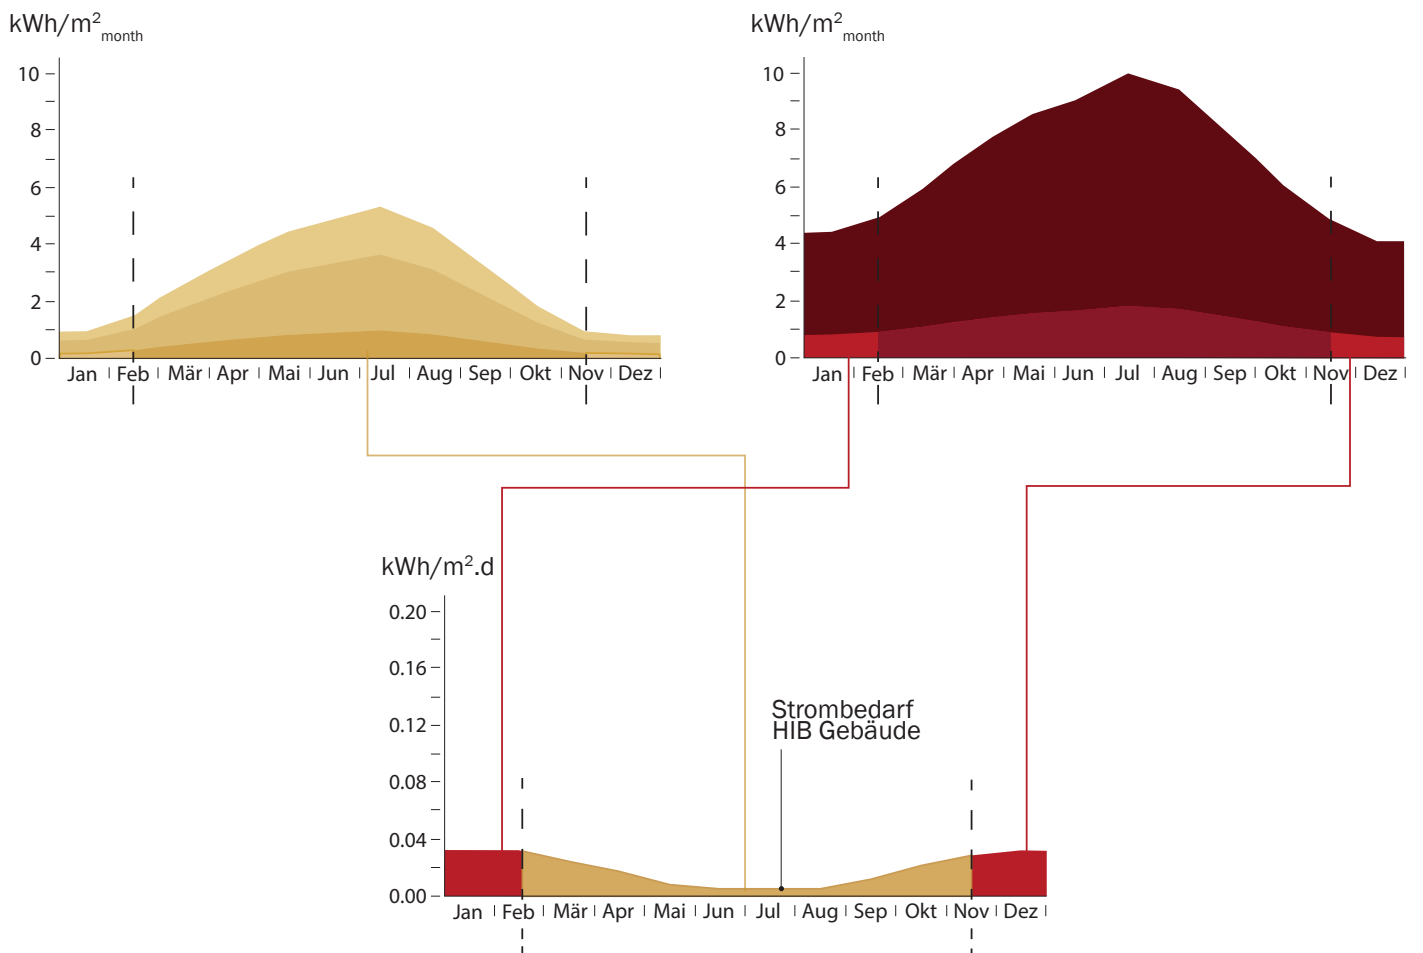 kWh/m²month
10
8
6
4
2
0
Jan Feb Mär Apr Mai Jun Jul Aug Sep Okt Nov Dez
kWh/m²month
10
8
6
4
2
0
Jan Feb Mär Apr Mai Jun Jul Aug Sep Okt Nov Dez
kWh/m².d
0.20
0.16
0.12
0.08
0.04
0.00
Strombedarf
HIB Gebäude
Jan Feb Mär Apr Mai Jun Jul Aug Sep Okt Nov Dez